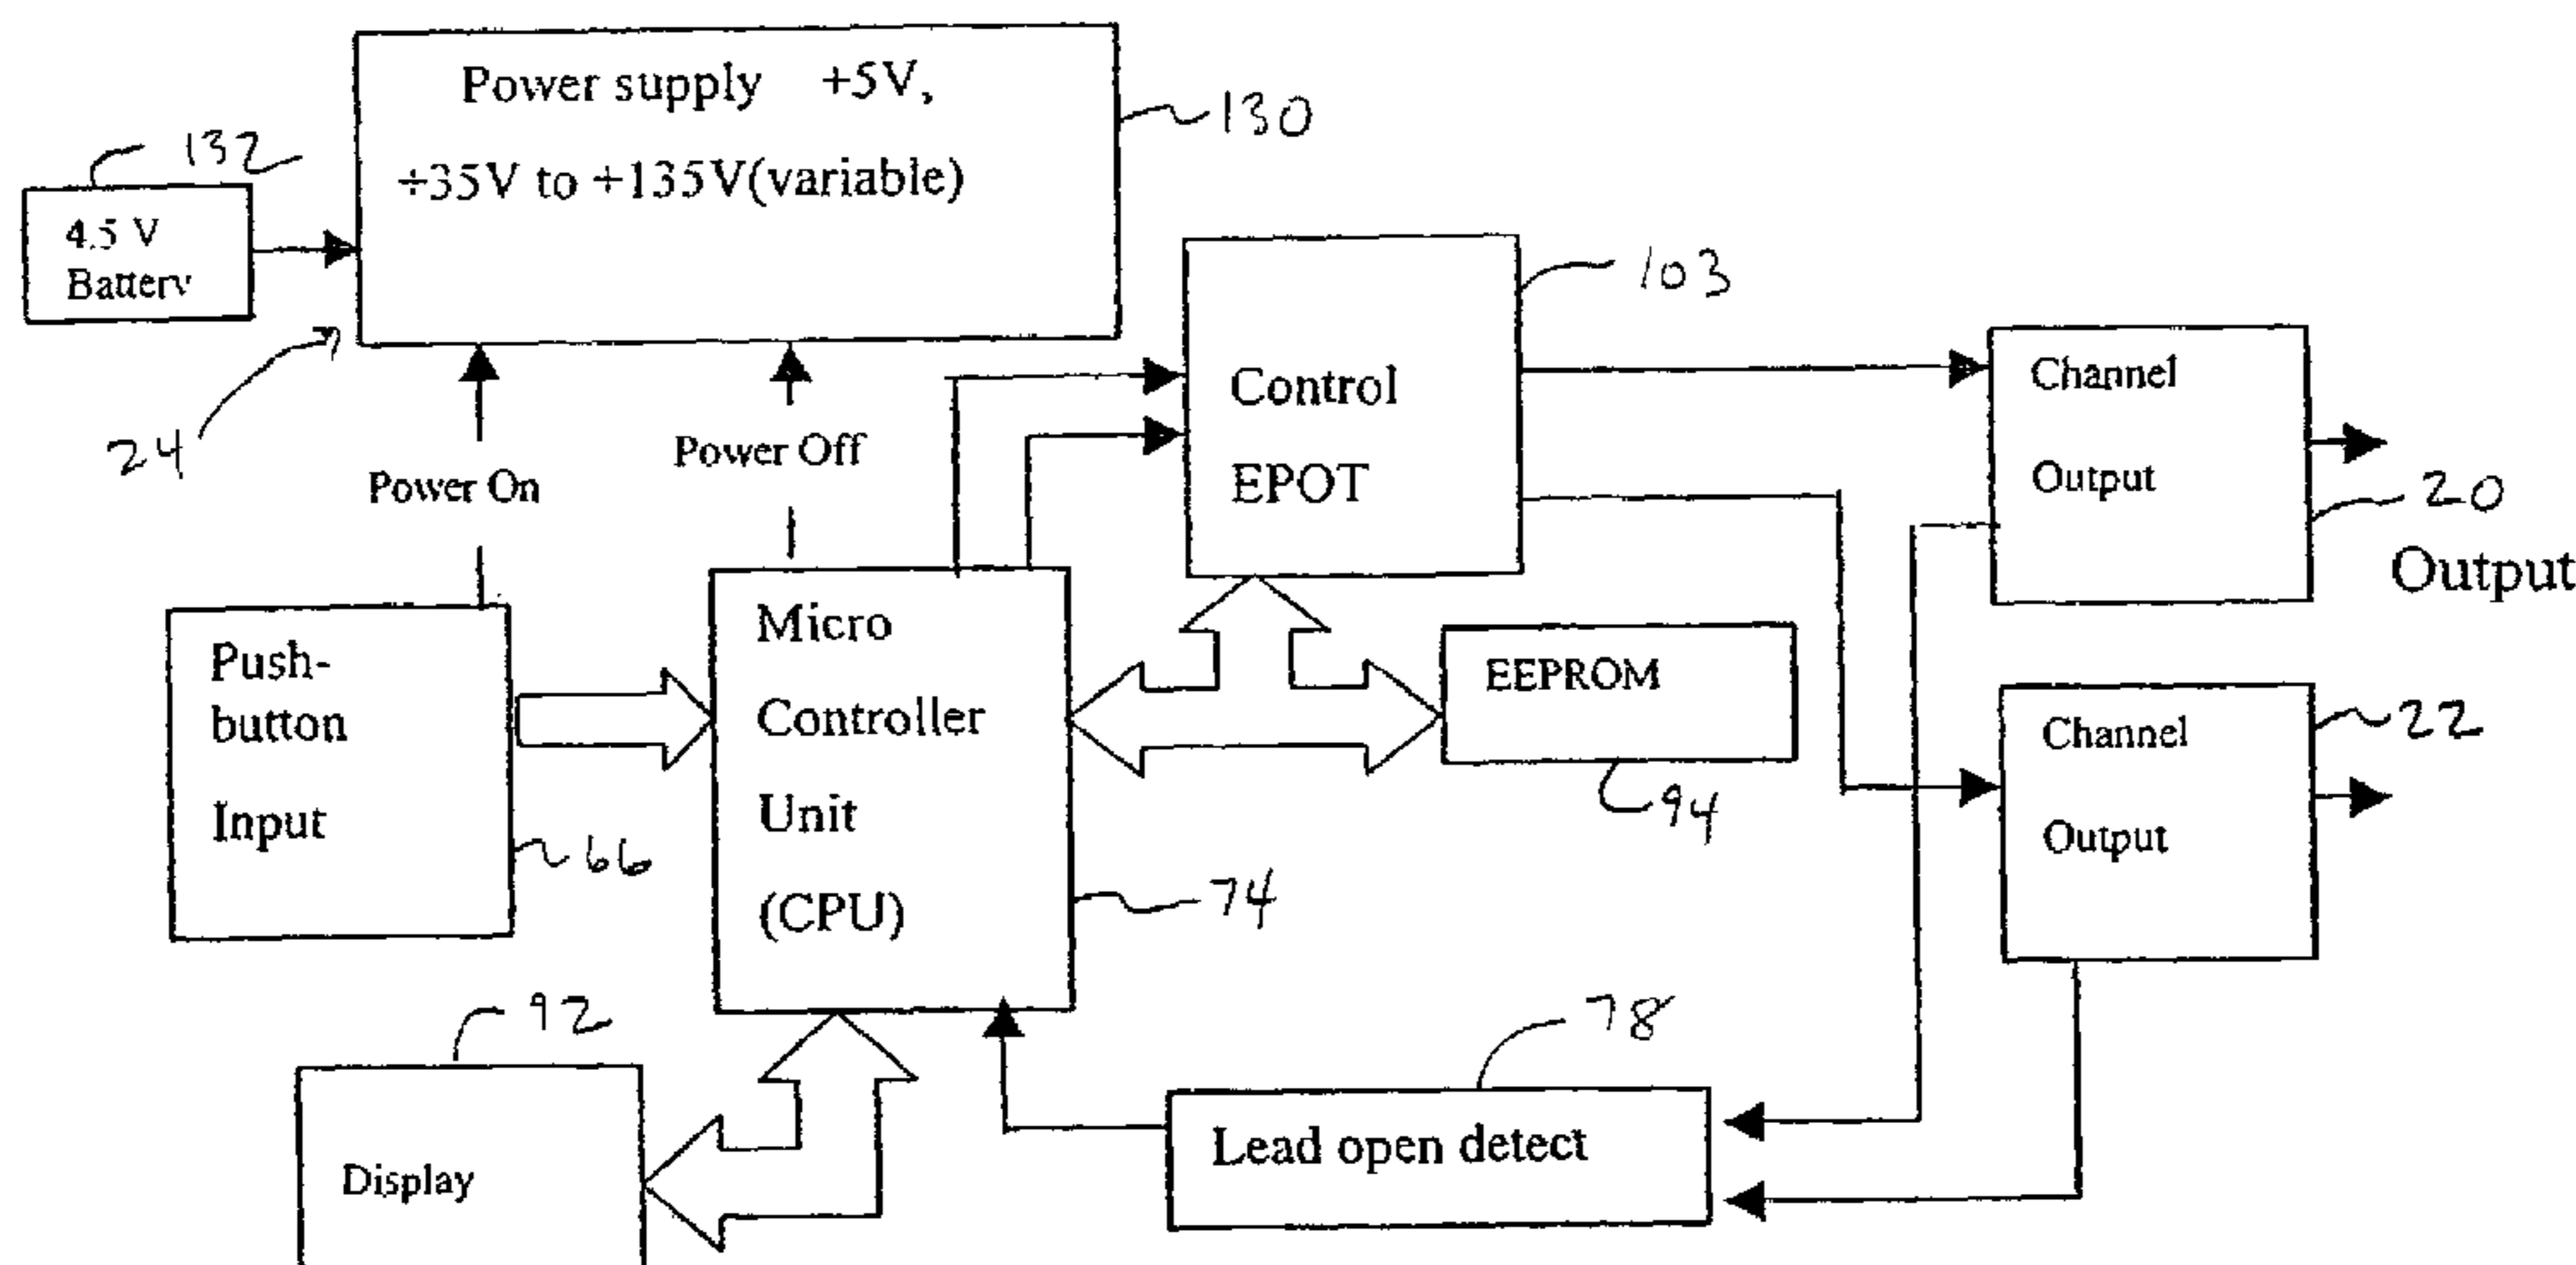 Power supply +5V,
+35V to +135V(variable)
130
132
4.5 V
Battery
24
Power On
Power Off
Control
EPOT
103
Channel
Output
20
Output
Push-
button
Input
66
Micro
Controller
Unit
(CPU)
74
EEPROM
94
Channel
Output
22
92
Display
78
Lead open detect